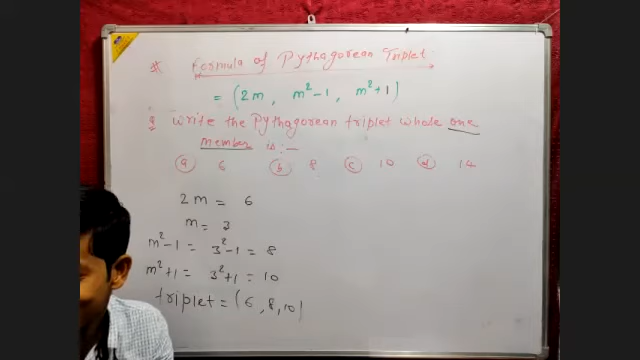 * Formula of Pythagorean Triplet
= (2m, m²-1, m²+1)
Q Write the Pythagorean triplet whole one
member is :-
(a) 6 (b) 8 (c) 10 (d) 14
2m = 6
m = 3
m²-1 = 3²-1 = 8
m²+1 = 3²+1 = 10
triplet = (6, 8, 10)